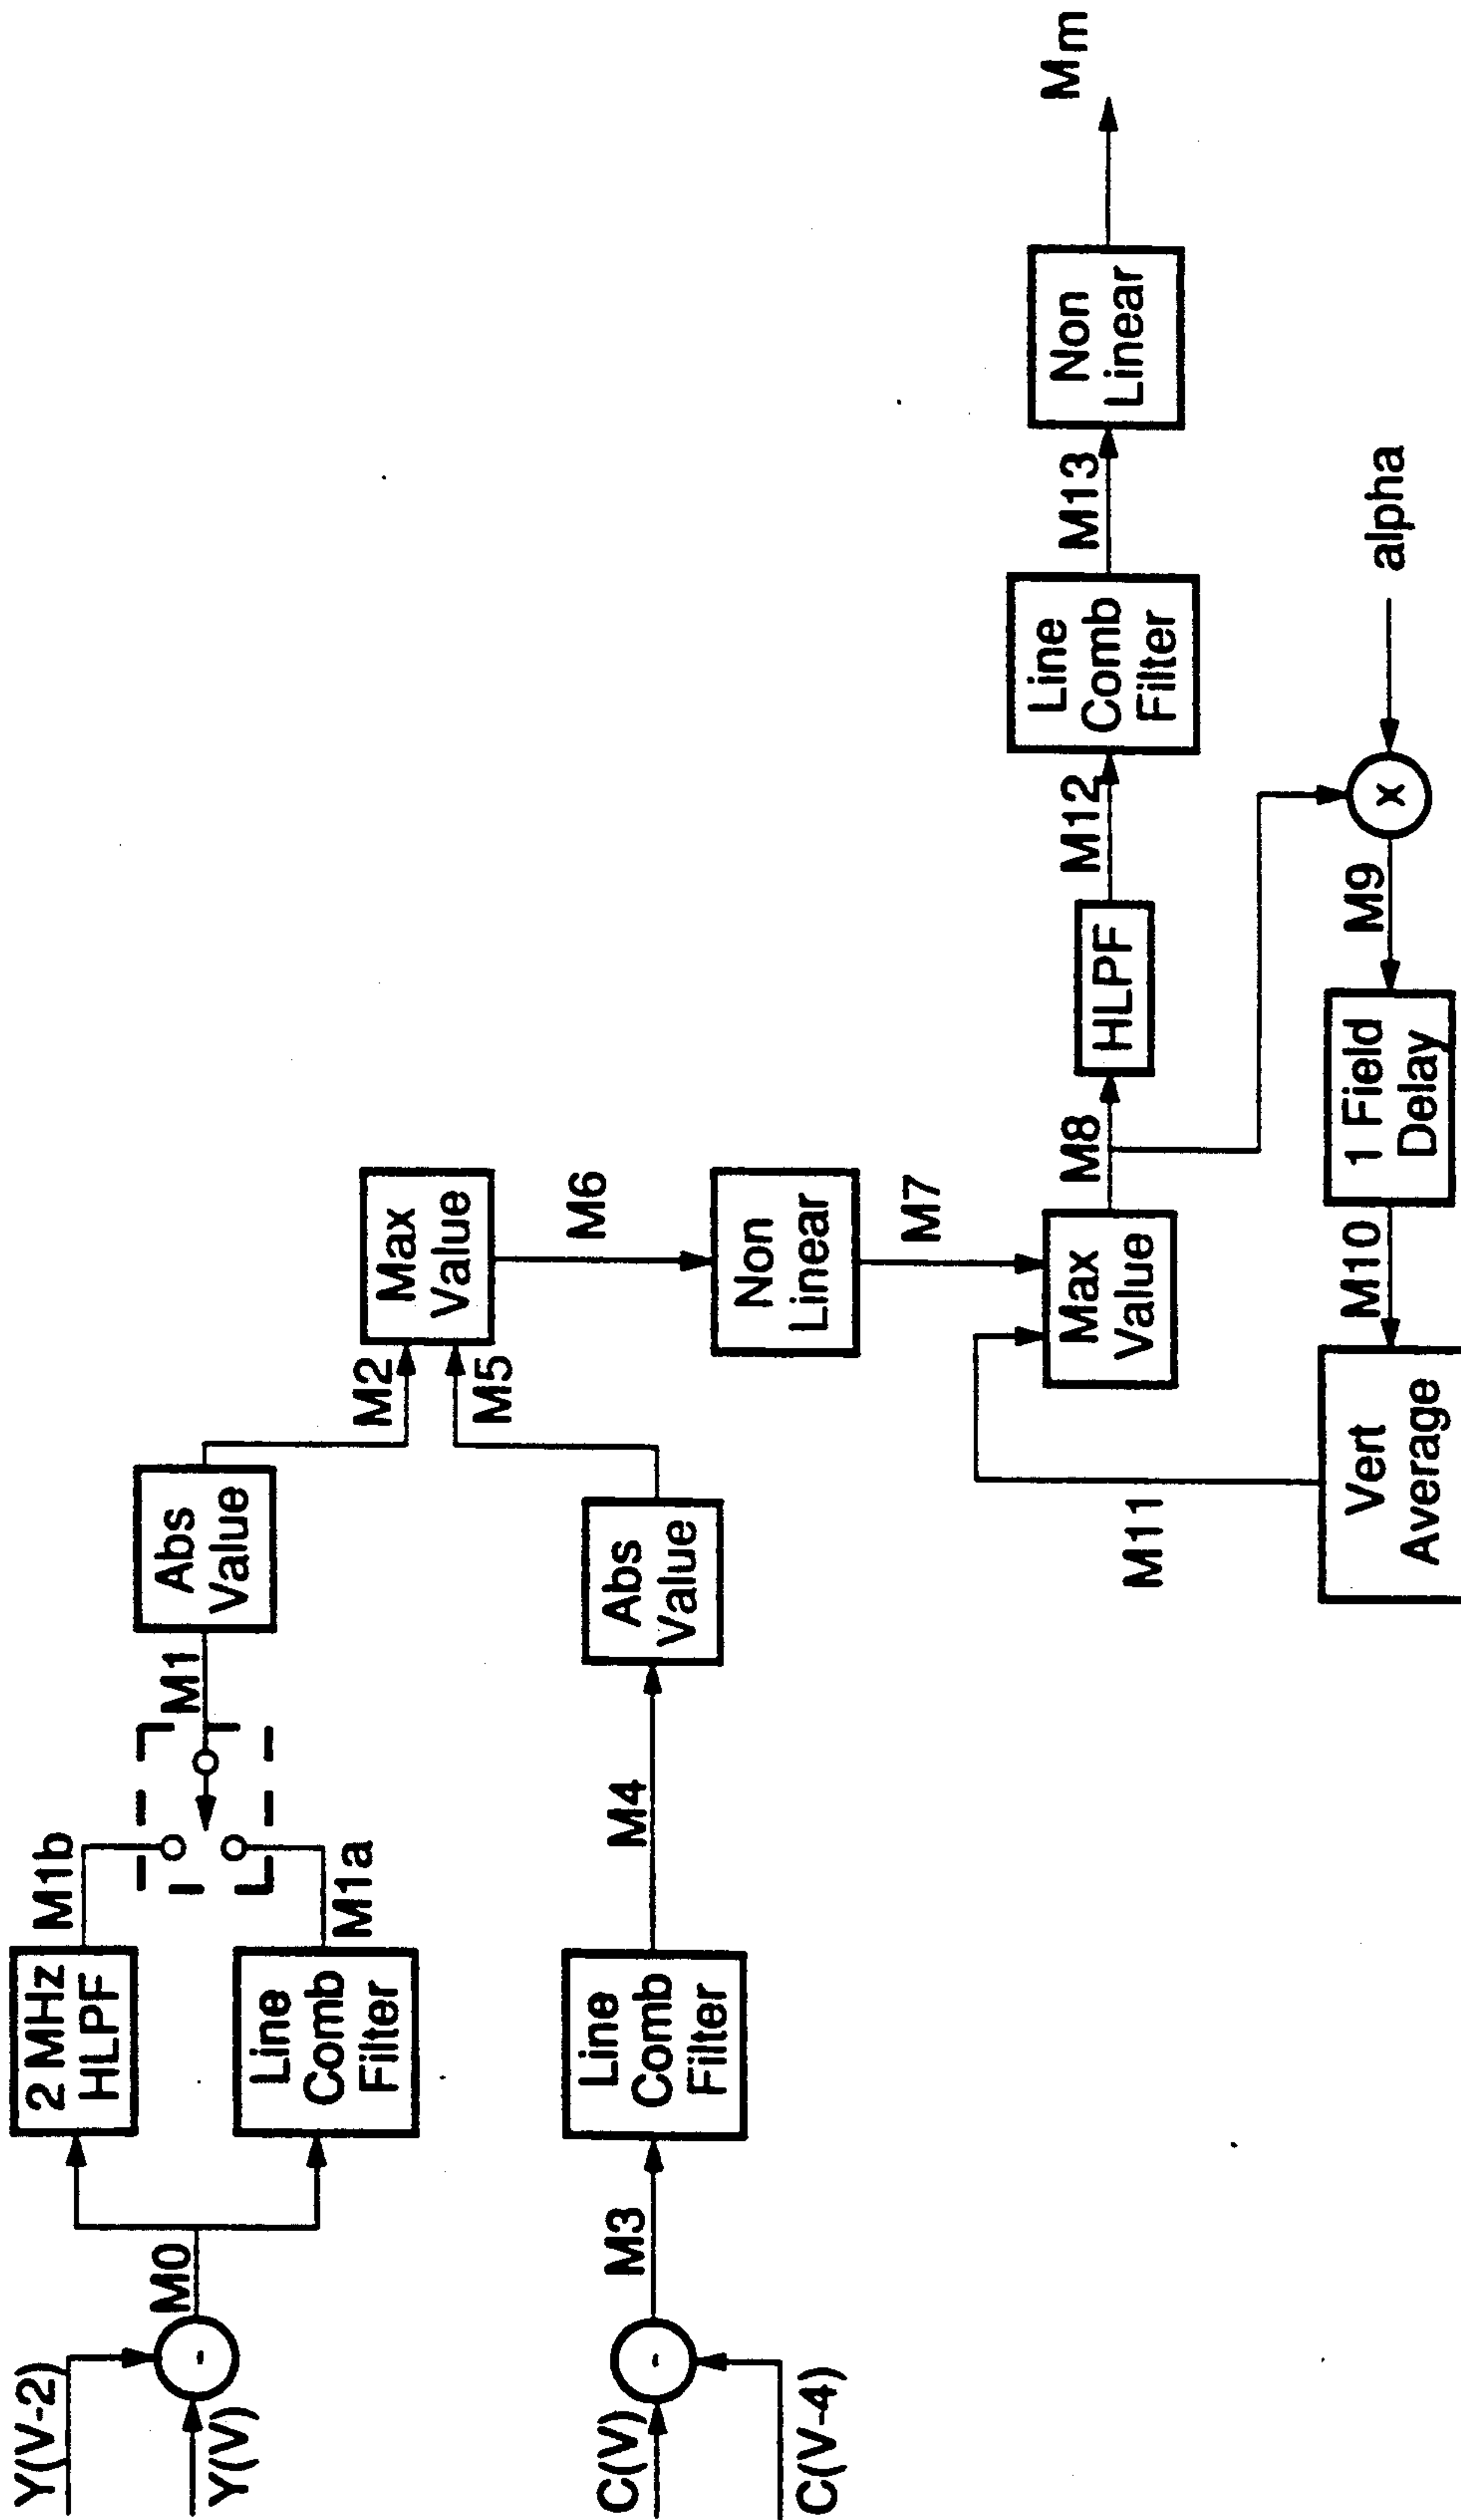 Y(V-2)
Y(V)
M0
2 MHz
HLPF
Line
Comb
Filter
M1b
M1a
M1
Abs
Value
M2
C(V)
C(V-4)
M3
Line
Comb
Filter
M4
Abs
Value
M5
Max
Value
M6
Non
Linear
M7
Max
Value
M8
HLPF
M12
Line
Comb
Filter
M13
Non
Linear
Mm
alpha
x
M9
1 Field
Delay
M10
Vert
Average
M11